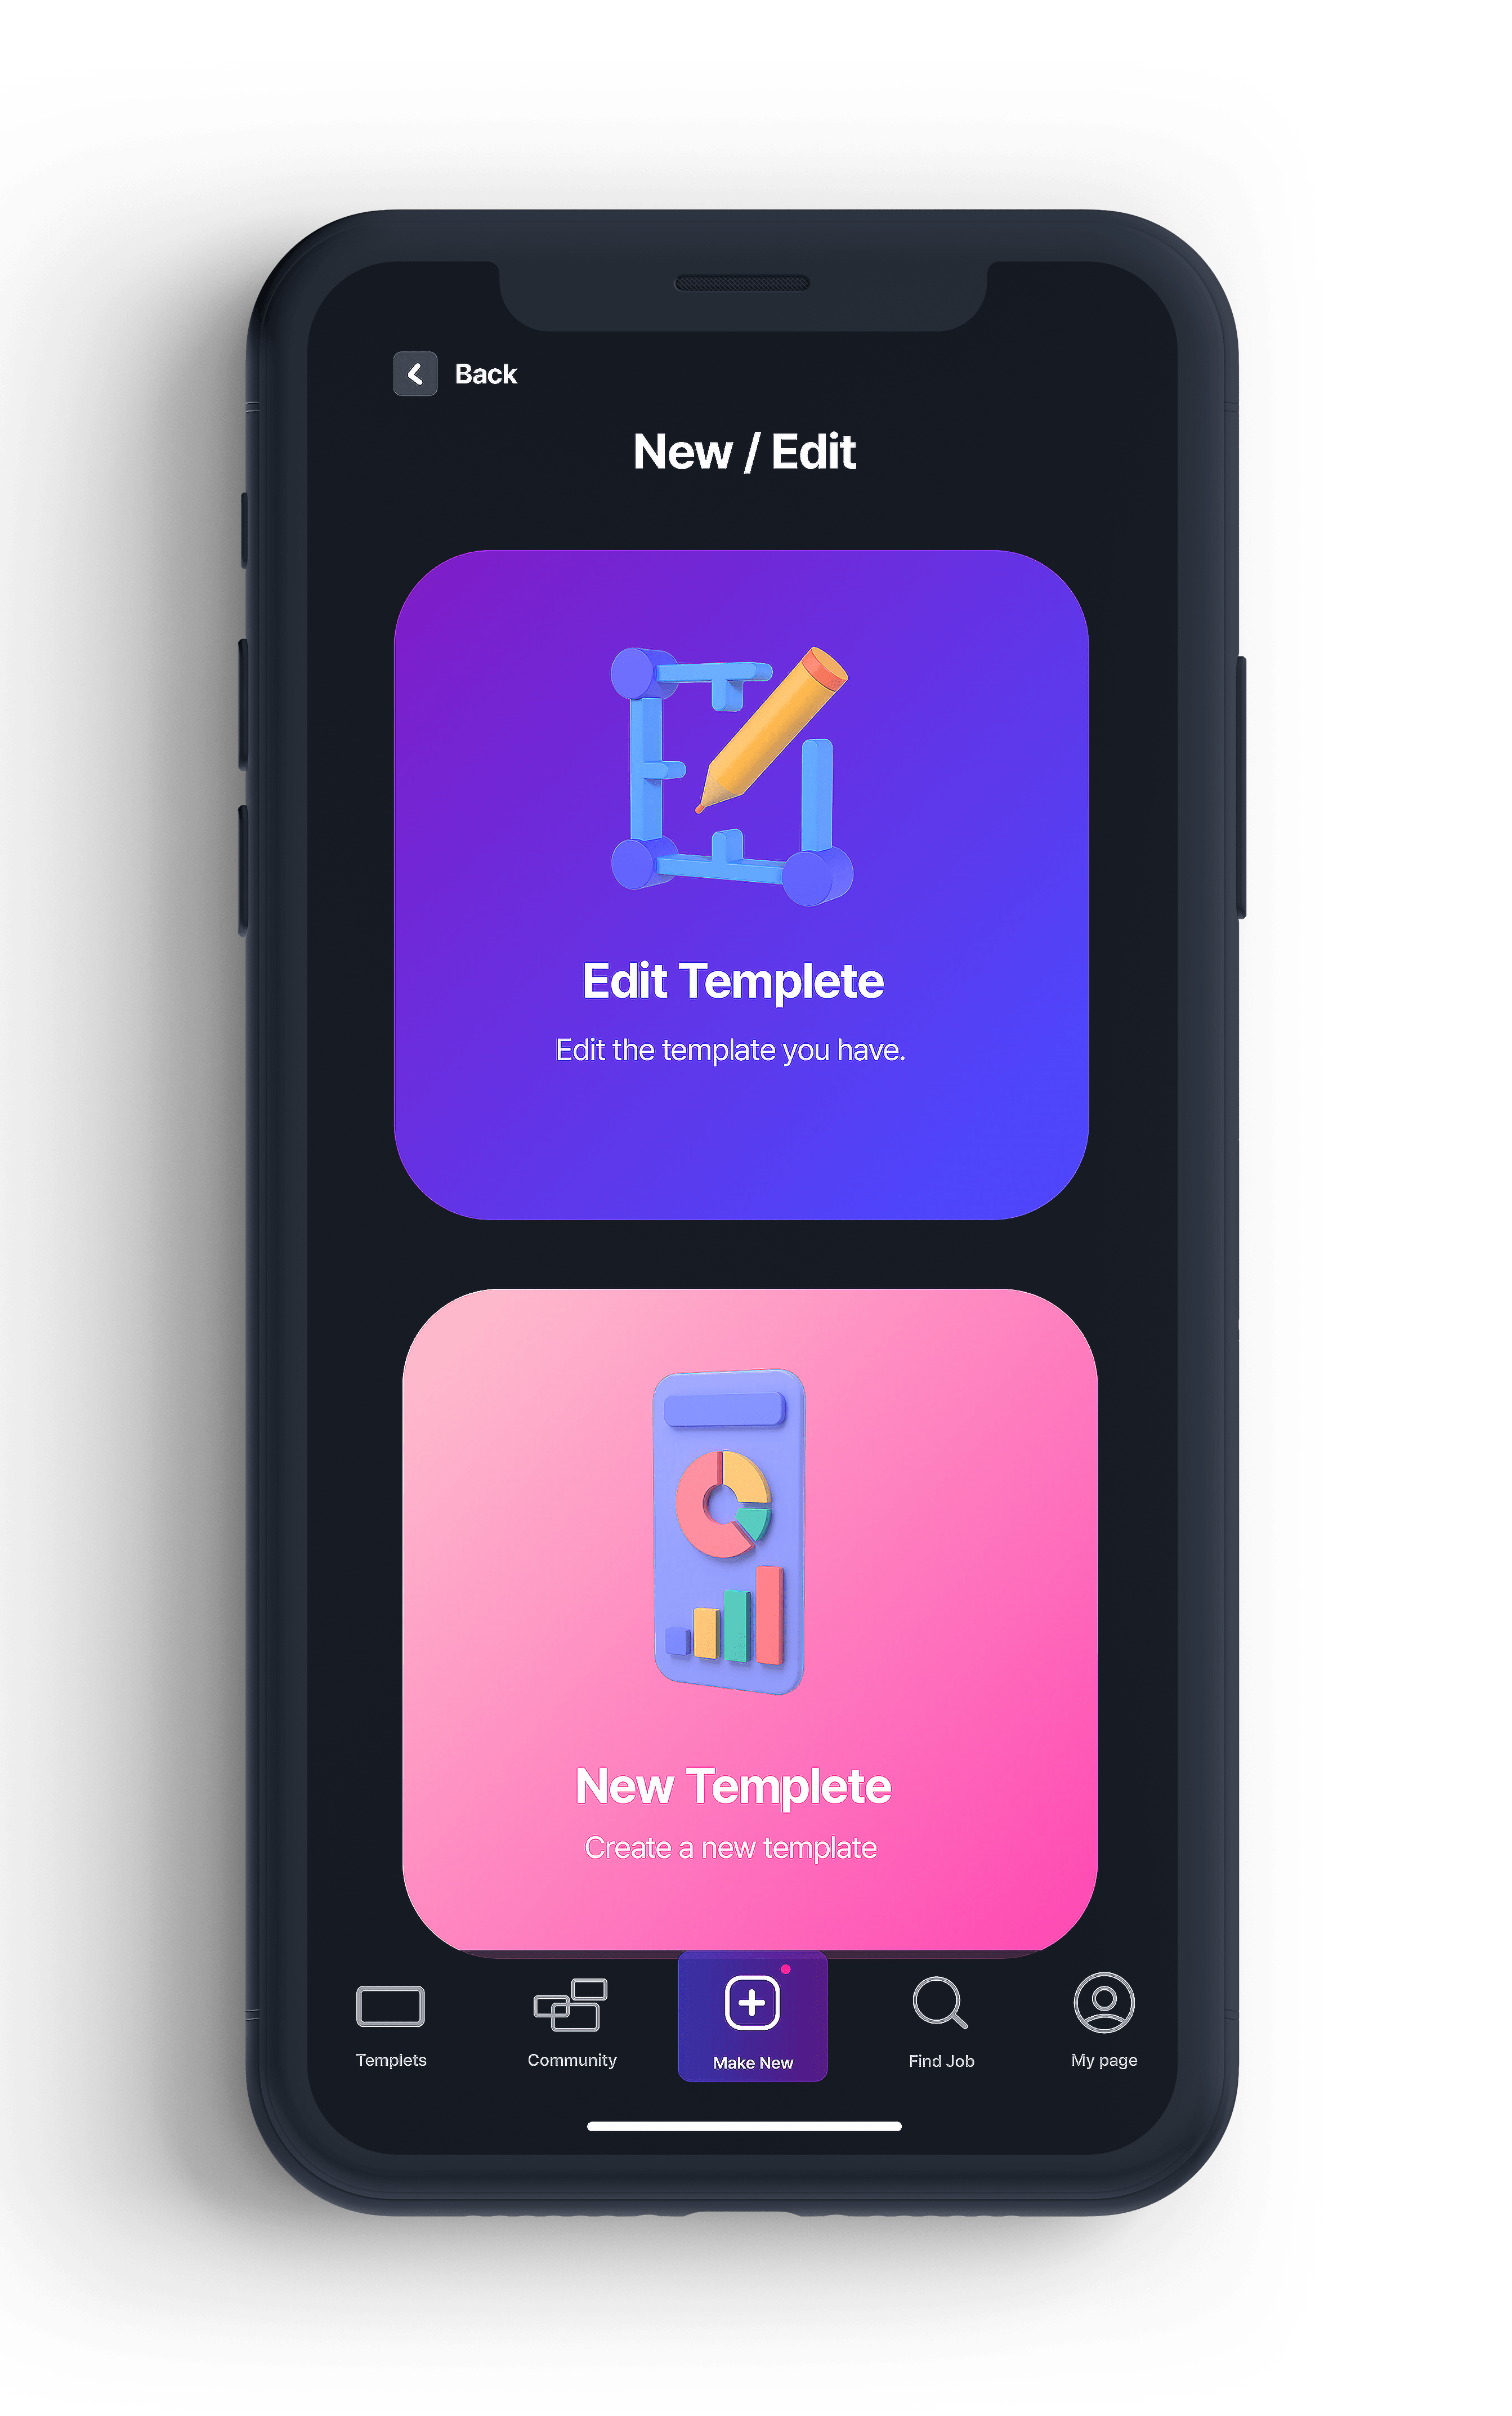 Back
New / Edit
Edit Templete
Edit the template you have.
New Templete
Create a new template
Templets
Community
Make New
Find Job
My page